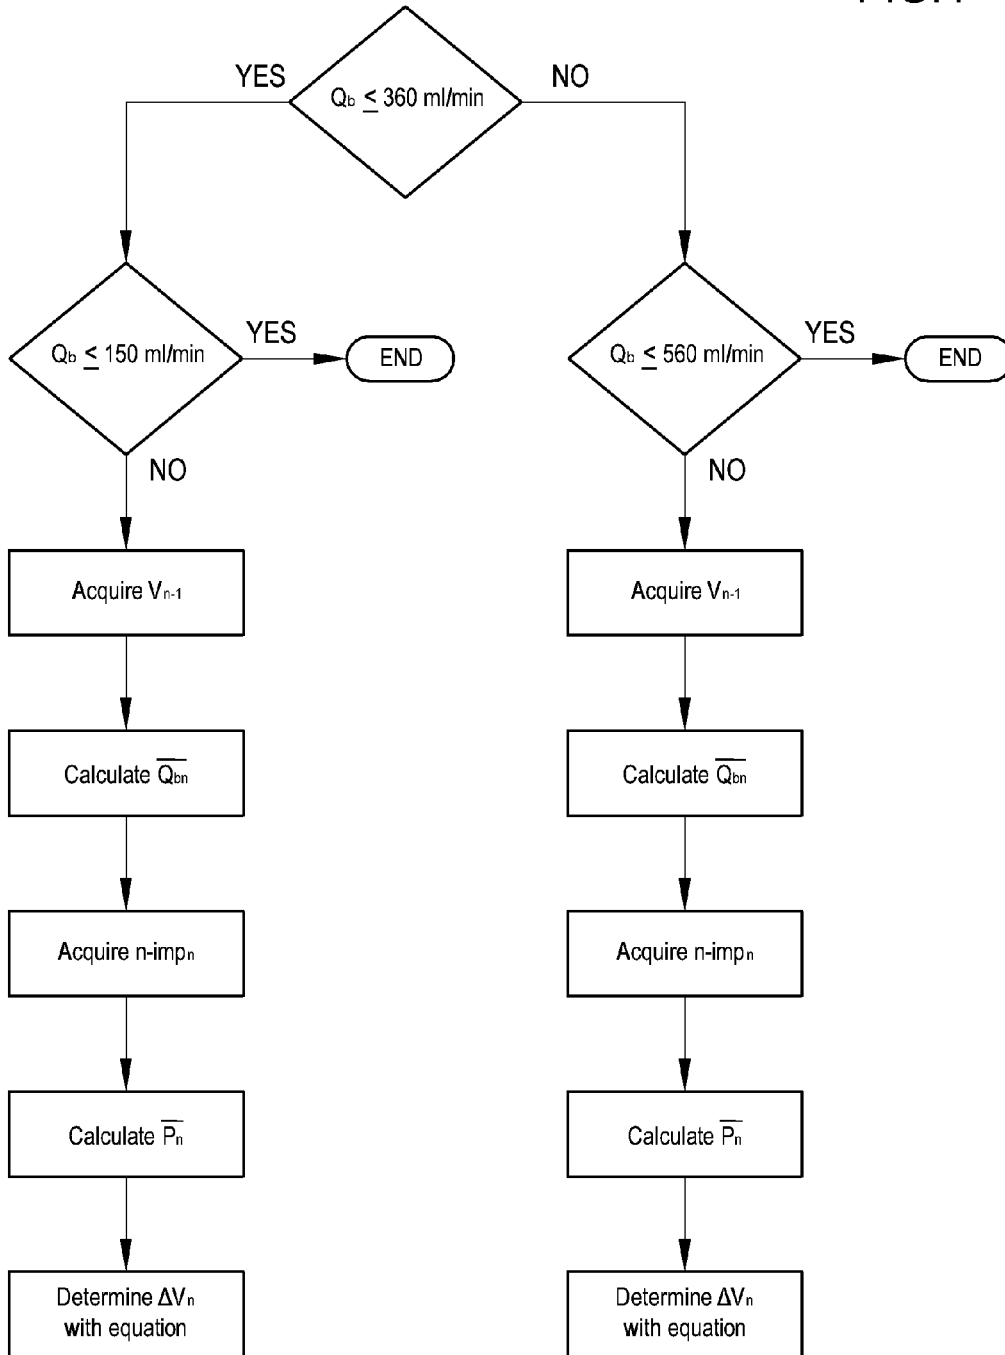 YES
Qb ≤ 360 ml/min
NO
Qb ≤ 150 ml/min
YES
END
Qb ≤ 560 ml/min
YES
END
NO
NO
Acquire Vn-1
Acquire Vn-1
Calculate Q̅bn
Calculate Q̅bn
Acquire n-impn
Acquire n-impn
Calculate P̅n
Calculate P̅n
Determine ΔVn
with equation
Determine ΔVn
with equation